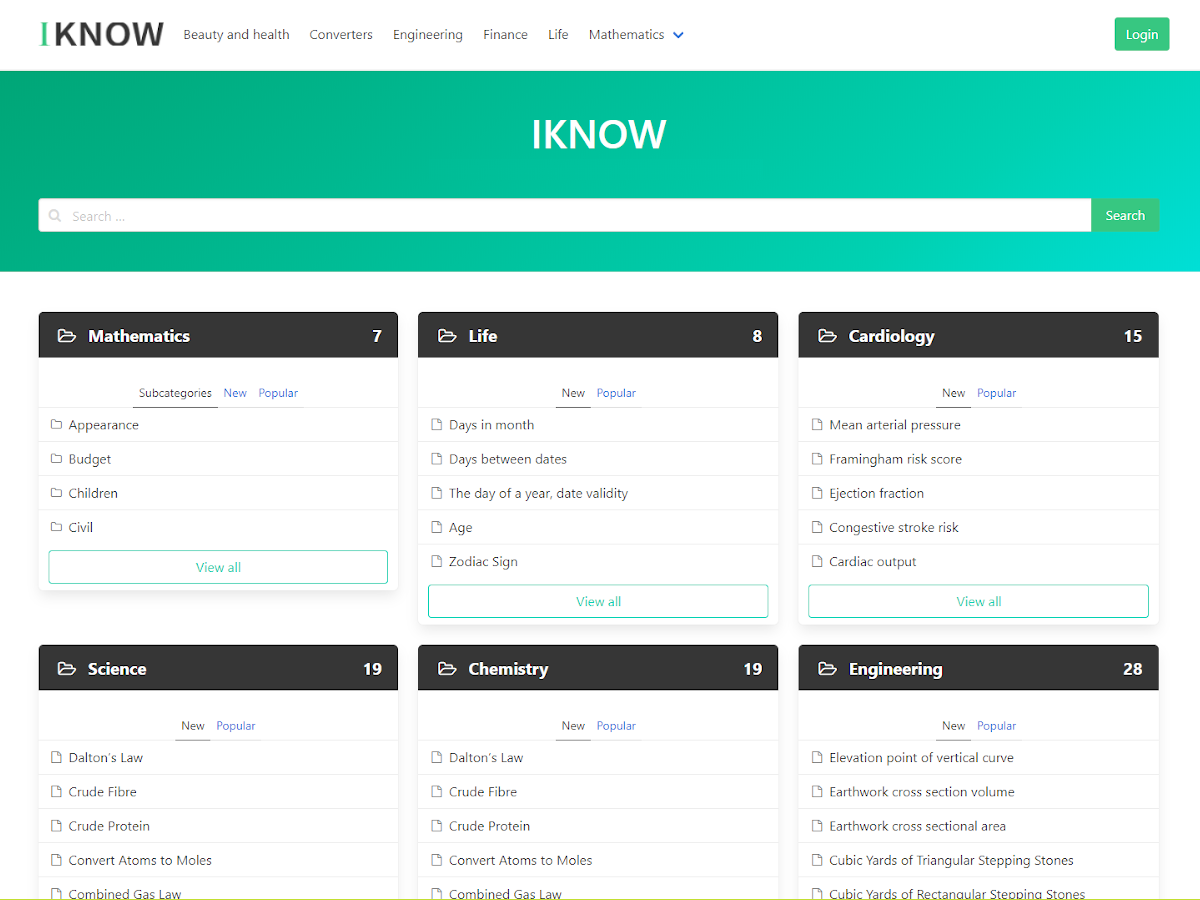 IKNOW
Beauty and health
Converters
Engineering
Finance
Life
Mathematics
Login
IKNOW
Search ...
Search
Mathematics 7
Subcategories New Popular
Appearance
Budget
Children
Civil
View all
Life 8
New Popular
Days in month
Days between dates
The day of a year, date validity
Age
Zodiac Sign
View all
Cardiology 15
New Popular
Mean arterial pressure
Framingham risk score
Ejection fraction
Congestive stroke risk
Cardiac output
View all
Science 19
New Popular
Dalton's Law
Crude Fibre
Crude Protein
Convert Atoms to Moles
Combined Gas Law
Chemistry 19
New Popular
Dalton's Law
Crude Fibre
Crude Protein
Convert Atoms to Moles
Combined Gas Law
Engineering 28
New Popular
Elevation point of vertical curve
Earthwork cross section volume
Earthwork cross sectional area
Cubic Yards of Triangular Stepping Stones
Cubic Yards of Rectangular Stepping Stones